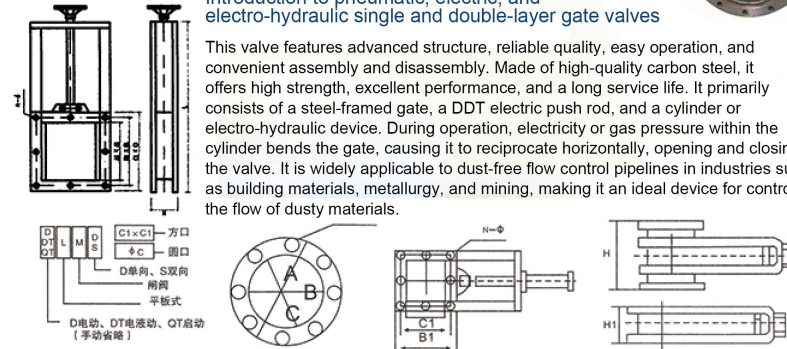 Introduction to pneumatic, electric, and
electro-hydraulic single and double-layer gate valves
This valve features advanced structure, reliable quality, easy operation, and
convenient assembly and disassembly. Made of high-quality carbon steel, it
offers high strength, excellent performance, and a long service life. It primarily
consists of a steel-framed gate, a DDT electric push rod, and a cylinder or
electro-hydraulic device. During operation, electricity or gas pressure within the
cylinder bends the gate, causing it to reciprocate horizontally, opening and closin
the valve. It is widely applicable to dust-free flow control pipelines in industries su
as building materials, metallurgy, and mining, making it an ideal device for contro
the flow of dusty materials.
n-ϕ
D DT QT L M D S
C1×C1 方口
ϕC 圆口
D单向、S双向
闸阀
平板式
D电动、DT电液动、QT启动
(手动省略)
A
B
C
N-Φ
C1
B1
H
H1